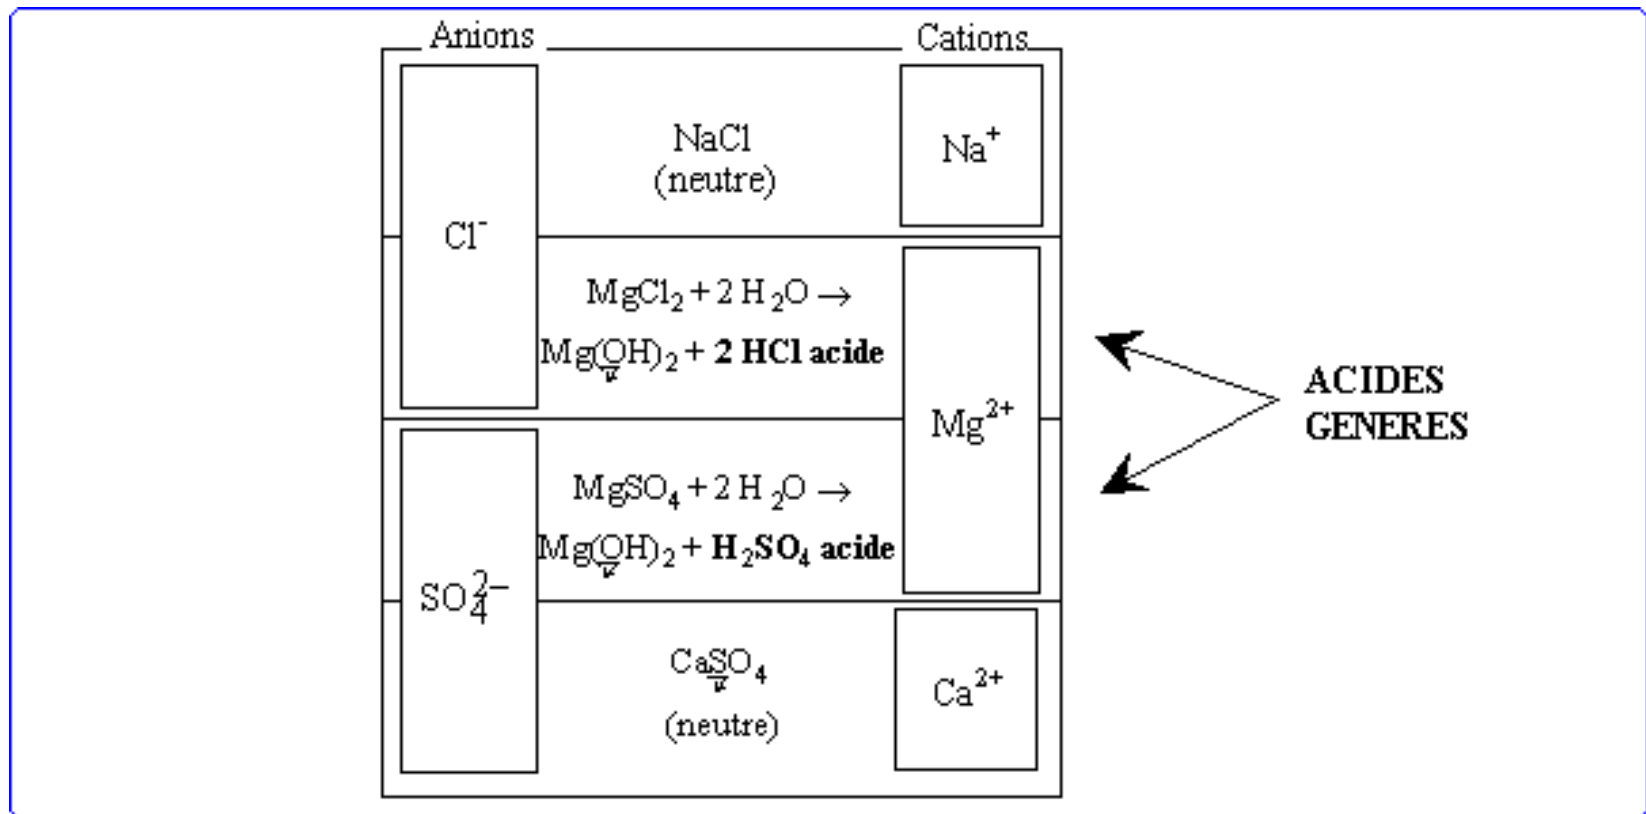 Anions
Cations
NaCl
(neutre)
Na⁺
Cl⁻
MgCl₂ + 2 H₂O →
Mg(OH)₂ + 2 HCl acide
Mg²⁺
ACIDES
GENERES
MgSO₄ + 2 H₂O →
Mg(OH)₂ + H₂SO₄ acide
SO₄²⁻
CaSO₄
(neutre)
Ca²⁺